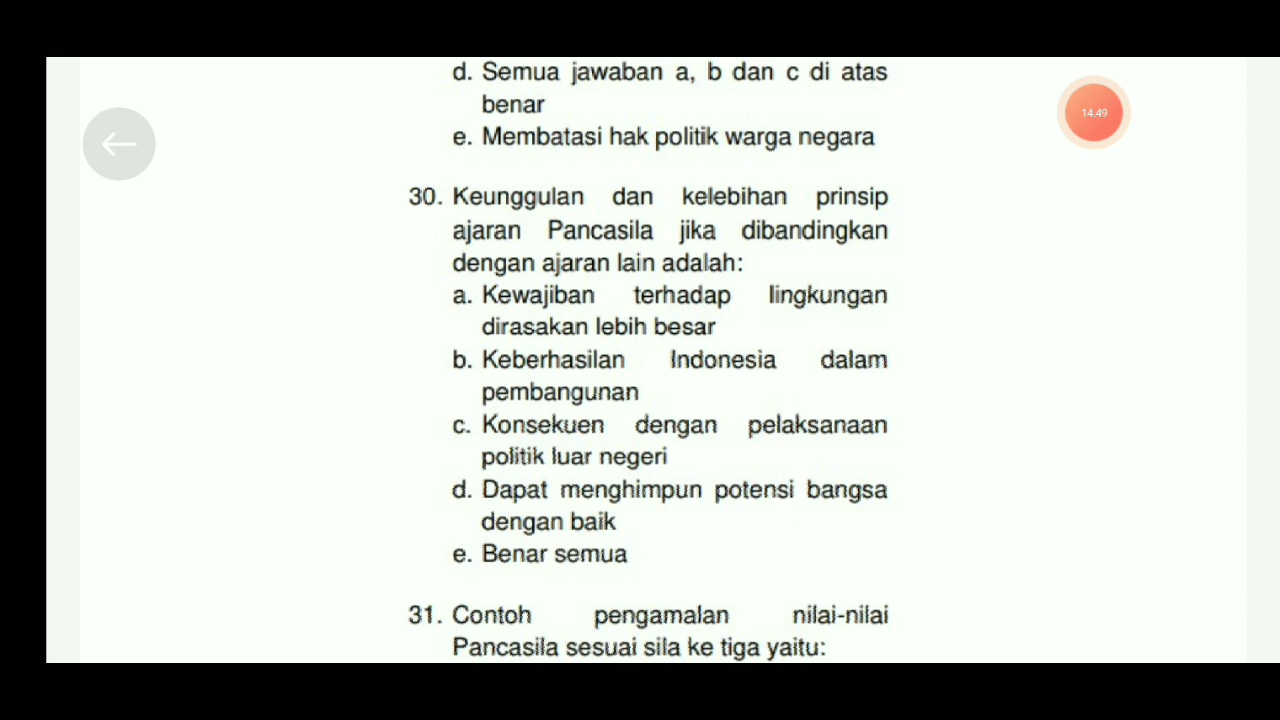 d. Semua jawaban a, b dan c di atas
benar
e. Membatasi hak politik warga negara
14.49
30. Keunggulan dan kelebihan prinsip
ajaran Pancasila jika dibandingkan
dengan ajaran lain adalah:
a. Kewajiban terhadap lingkungan
dirasakan lebih besar
b. Keberhasilan Indonesia dalam
pembangunan
c. Konsekuen dengan pelaksanaan
politik luar negeri
d. Dapat menghimpun potensi bangsa
dengan baik
e. Benar semua
31. Contoh pengamalan nilai-nilai
Pancasila sesuai sila ke tiga yaitu: